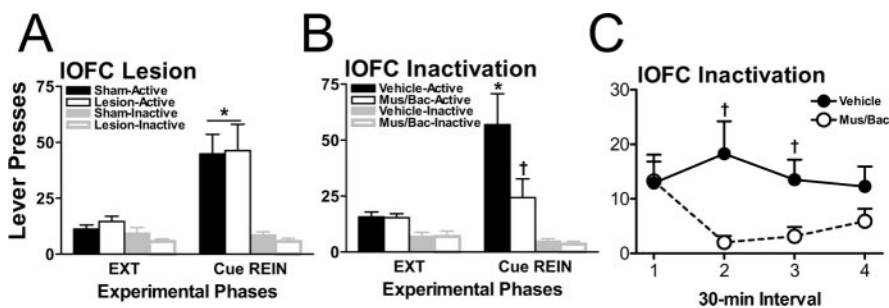 A
lOFC Lesion
Sham-Active
Lesion-Active
Sham-Inactive
Lesion-Inactive
*
75
50
25
0
Lever Presses
EXT
Cue REIN
Experimental Phases
B
lOFC Inactivation
Vehicle-Active
Mus/Bac-Active
Vehicle-Inactive
Mus/Bac-Inactive
*
†
75
50
25
0
EXT
Cue REIN
Experimental Phases
C
lOFC Inactivation
Vehicle
Mus/Bac
†
†
30
20
10
0
1
2
3
4
30-min Interval